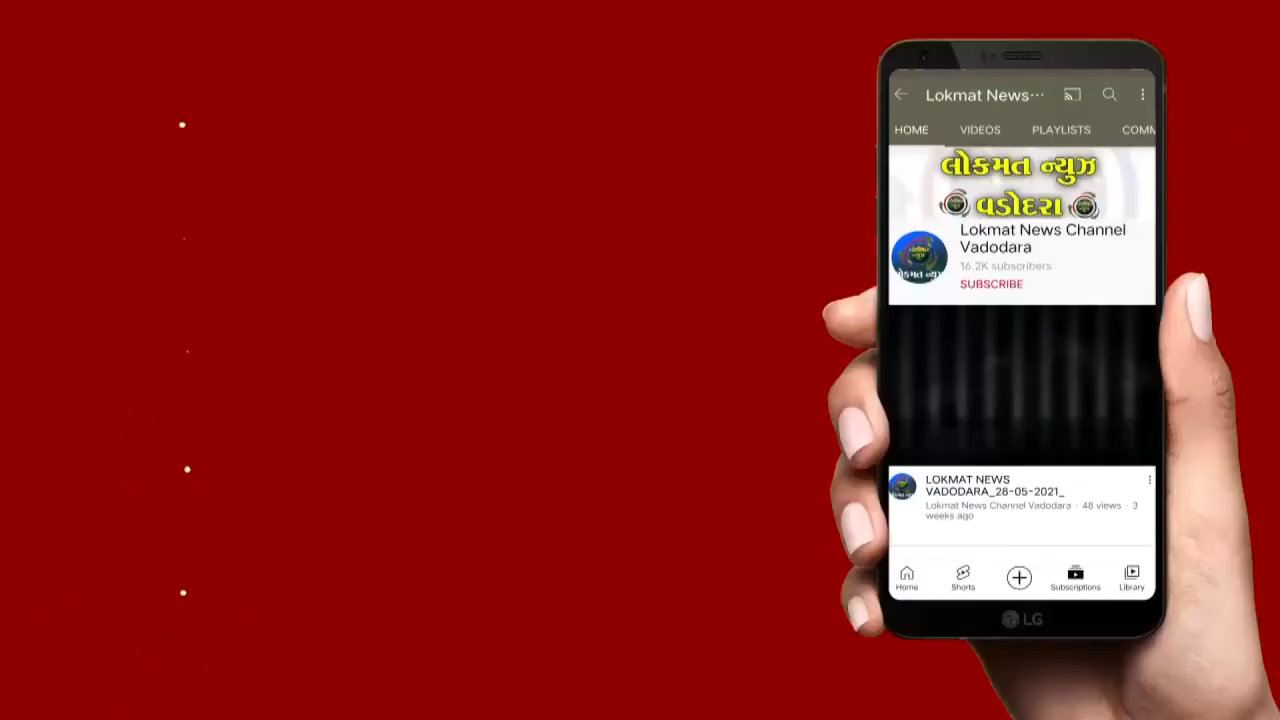 Lokmat News···
HOME VIDEOS PLAYLISTS COMM
લોકમત ન્યુઝ
વડોદરા
Lokmat News Channel
Vadodara
16.2K subscribers
SUBSCRIBE
લોકમત ન્યુઝ
LOKMAT NEWS
VADODARA_28-05-2021_
Lokmat News Channel Vadodara · 48 views · 3
weeks ago
Home Shorts Subscriptions Library
LG